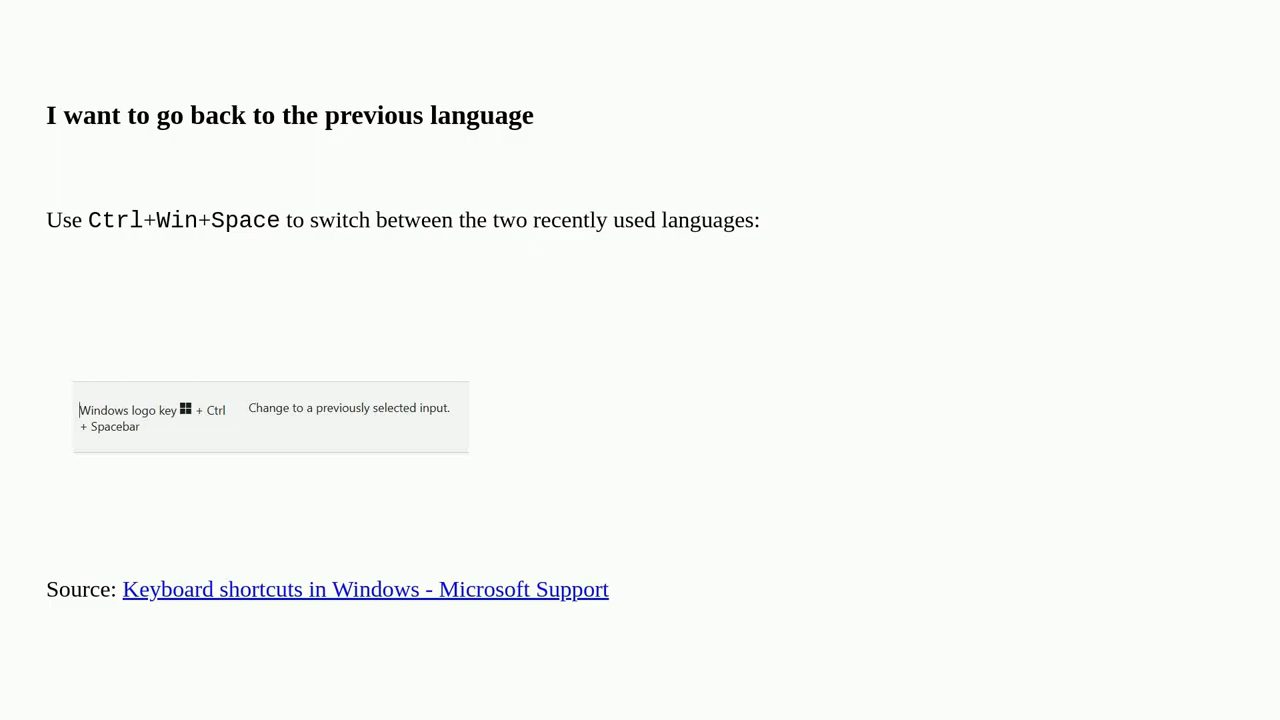 I want to go back to the previous language
Use Ctrl+Win+Space to switch between the two recently used languages:
Windows logo key + Ctrl
+ Spacebar
Change to a previously selected input.
Source: Keyboard shortcuts in Windows - Microsoft Support